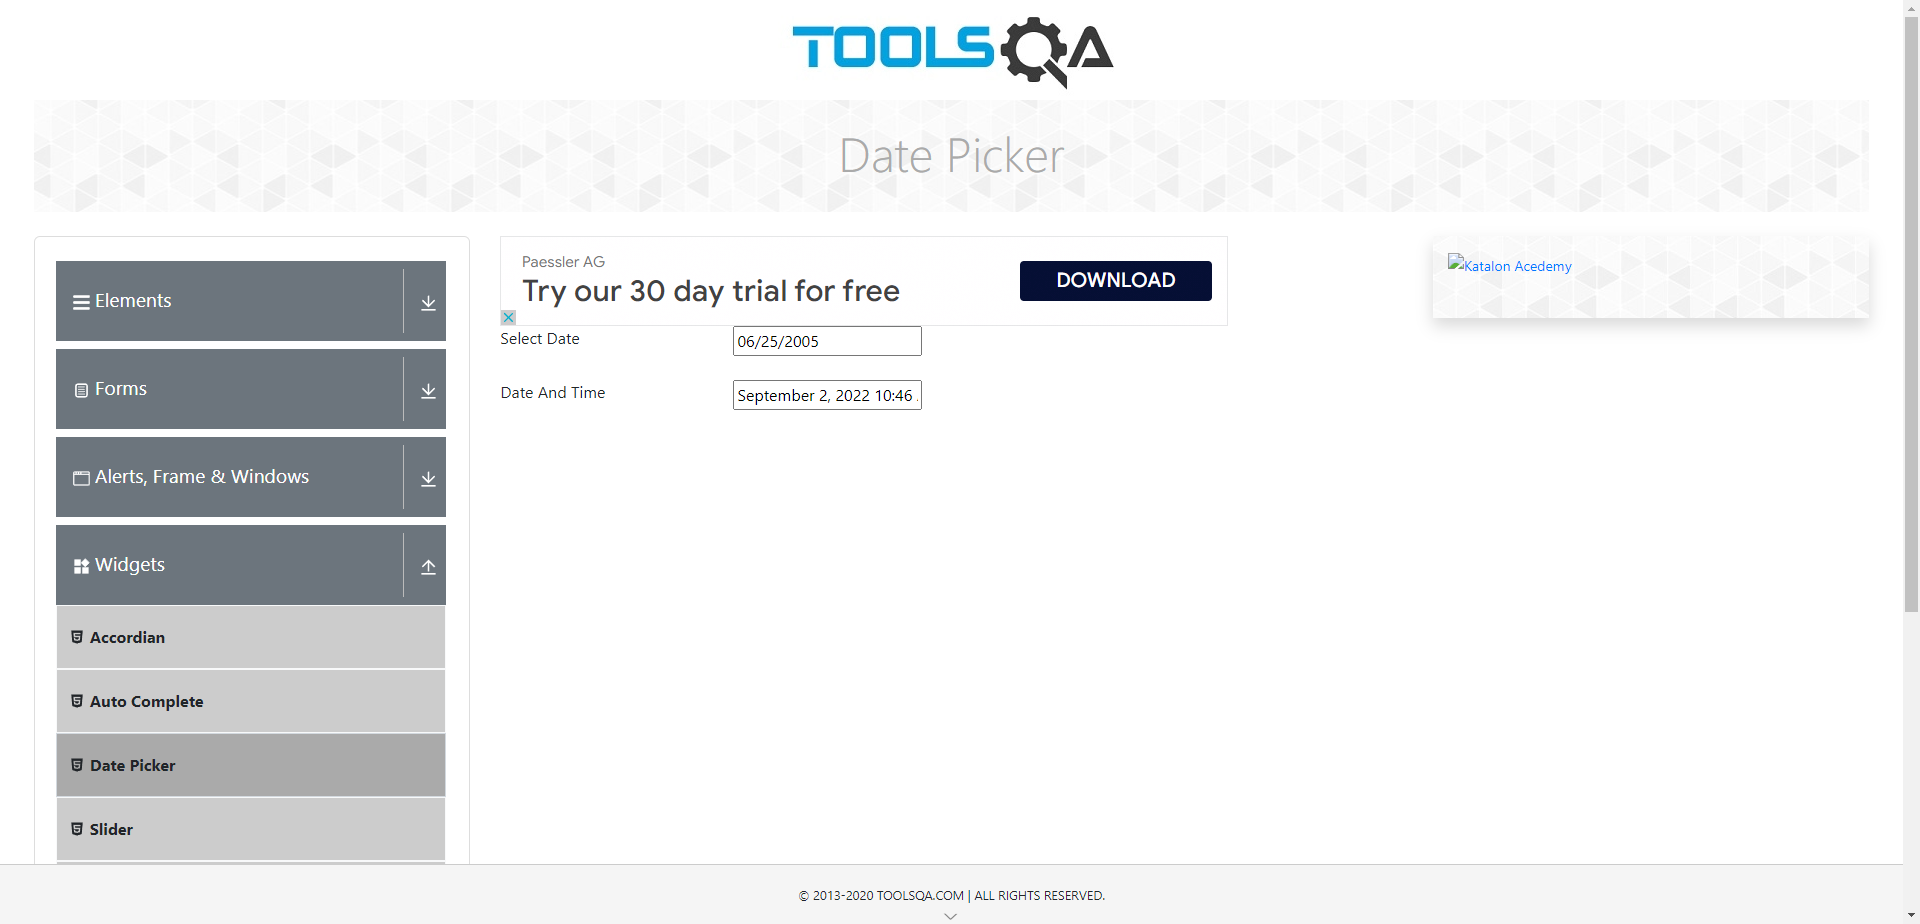 TOOLSQA
Date Picker
Elements
Forms
Alerts, Frame & Windows
Widgets
Accordian
Auto Complete
Date Picker
Slider
Paessler AG
Try our 30 day trial for free
DOWNLOAD
Select Date
06/25/2005
Date And Time
September 2, 2022 10:46
Katalon Acedemy
© 2013-2020 TOOLSQA.COM | ALL RIGHTS RESERVED.